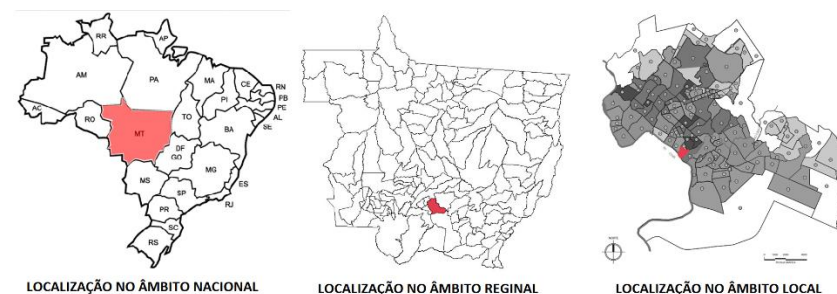 RR
AP
AM
PA
MA
CE
RN
PB
PE
AL
SE
PI
AC
RO
TO
BA
MT
DF
GO
MG
ES
MS
SP
RJ
PR
SC
RS
LOCALIZAÇÃO NO ÂMBITO NACIONAL
LOCALIZAÇÃO NO ÂMBITO REGINAL
LOCALIZAÇÃO NO ÂMBITO LOCAL